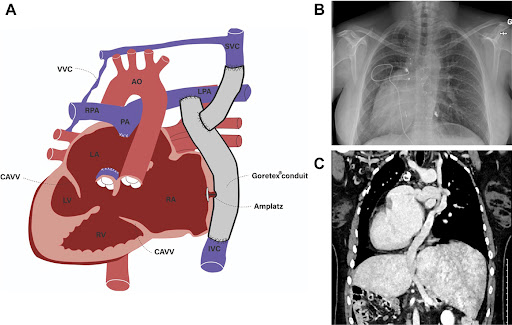 A
SVC
VVC
AO
LPA
RPA
PA
LA
CAVV
Goretex® conduit
LV
RA
Amplatz
RV
CAVV
IVC
B
G
C